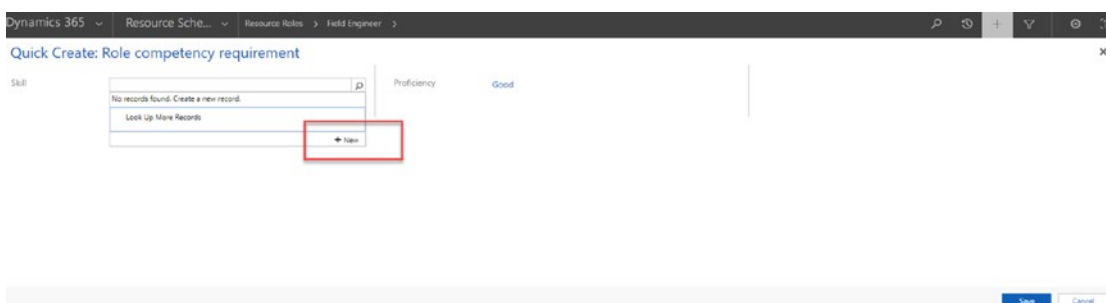 Dynamics 365 Resource Sche... Resource Roles > Field Engineer >
Quick Create: Role competency requirement
Skill Proficiency Good
No records found. Create a new record.
Look Up More Records
+ New
Save Cancel